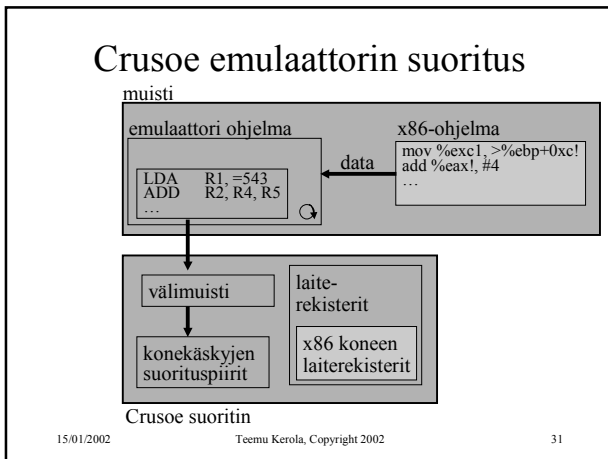 Crusoe emulaattorin suoritus
muisti
emulaattori ohjelma
x86-ohjelma
mov %exc1, >%ebp+0xc!
add %eax!, #4
…
data
LDA R1, =543
ADD R2, R4, R5
…
välimuisti
laite-
rekisterit
konekäskyjen
suorituspiirit
x86 koneen
laiterekisterit
Crusoe suoritin
15/01/2002 Teemu Kerola, Copyright 2002 31